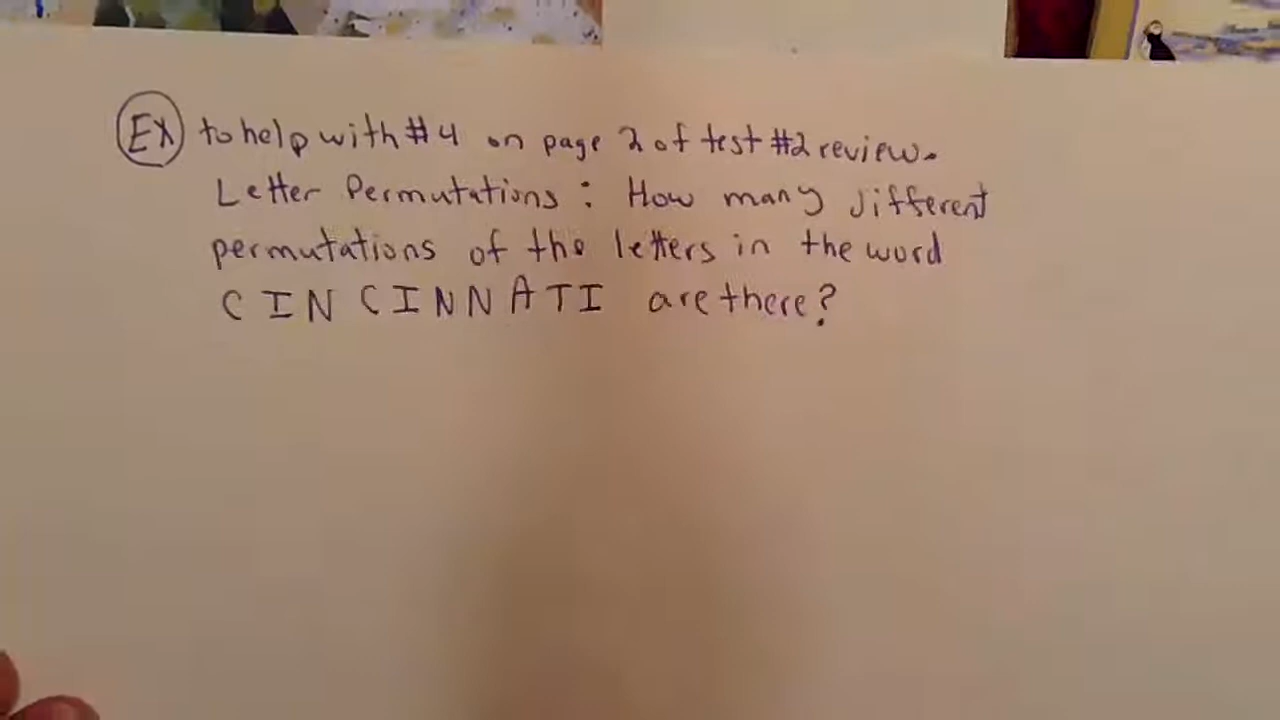 EX to help with #4 on page 2 of test #2 review.
Letter Permutations: How many different
permutations of the letters in the word
CINCINNATI are there?